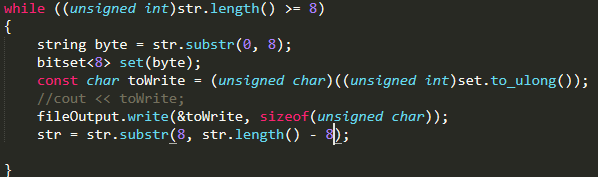 while ((unsigned int)str.length() >= 8)
{
string byte = str.substr(0, 8);
bitset<8> set(byte);
const char toWrite = (unsigned char)((unsigned int)set.to_ulong());
//cout << toWrite;
fileOutput.write(&toWrite, sizeof(unsigned char));
str = str.substr(8, str.length() - 8);
}